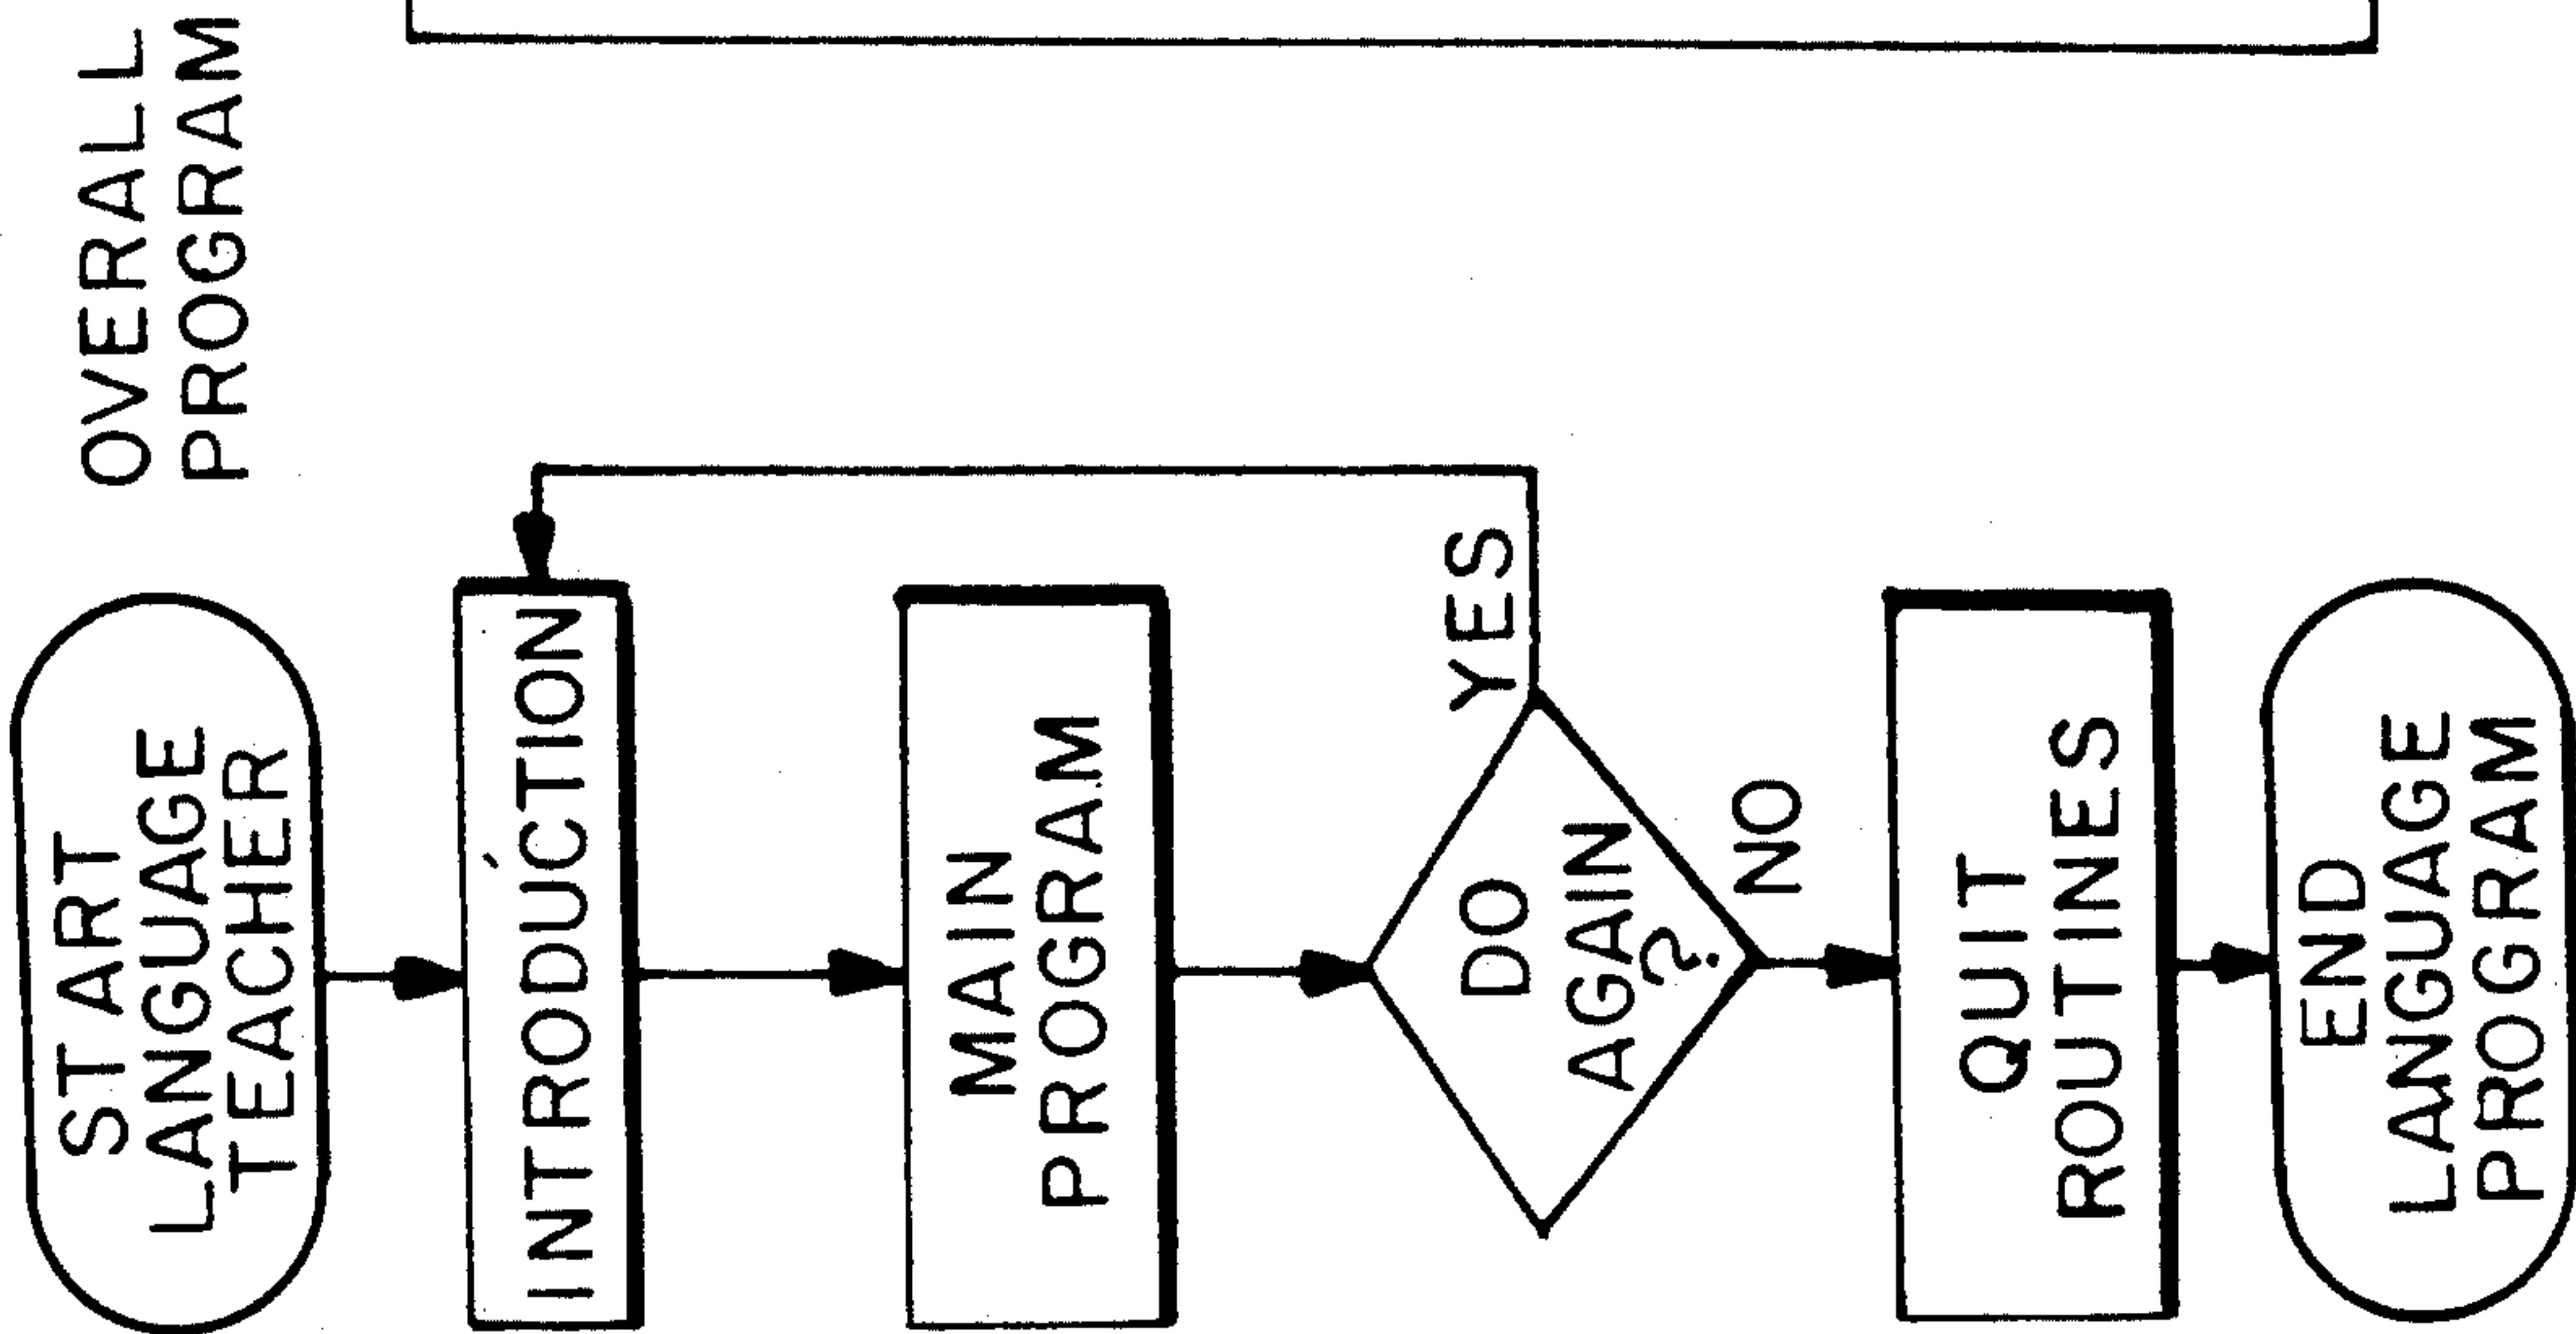 OVERALL
PROGRAM
START
LANGUAGE
TEACHER
INTRODUCTION
MAIN
PROGRAM
DO
AGAIN
?
YES
NO
QUIT
ROUTINES
END
LANGUAGE
PROGRAM